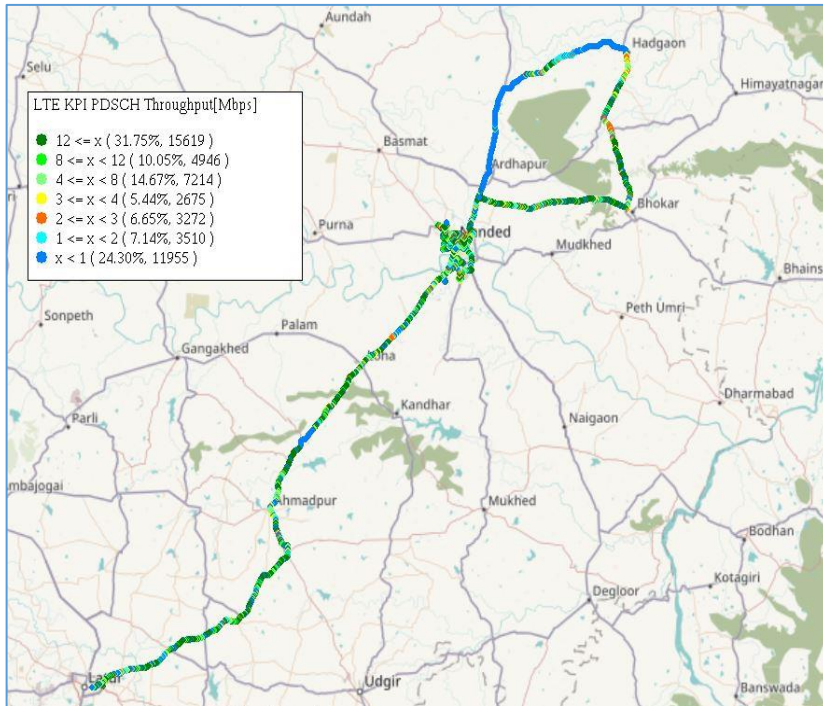 Aundah
Selu
Hadgaon
Himayatnagar
LTE KPI PDSCH Throughput[Mbps]
12 <= x ( 31.75%, 15619 )
8 <= x < 12 ( 10.05%, 4946 )
4 <= x < 8 ( 14.67%, 7214 )
3 <= x < 4 ( 5.44%, 2675 )
2 <= x < 3 ( 6.65%, 3272 )
1 <= x < 2 ( 7.14%, 3510 )
x < 1 ( 24.30%, 11955 )
Basmat
Ardhapur
Bhokar
Purna
Mudkhed
Bhains
Sonpeth
Peth Umri
Palam
Gangakhed
Kandhar
Dharmabad
Parli
Naigaon
mbajogai
Ahmadpur
Mukhed
Bodhan
Degloor
Kotagiri
Udgir
Banswada